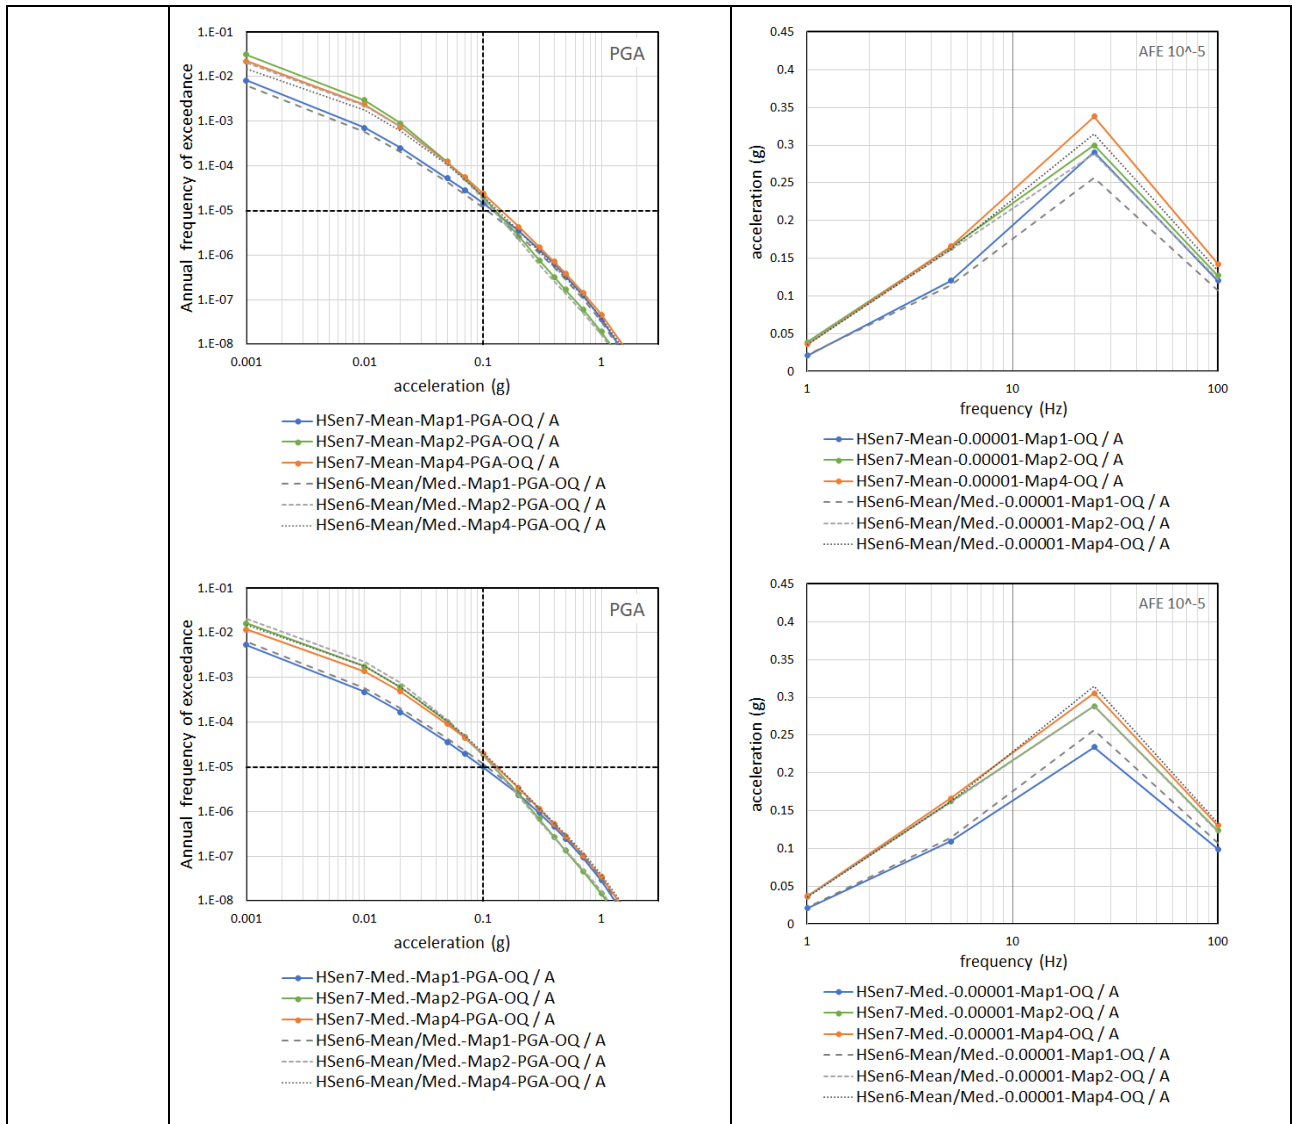 PGA
Annual frequency of exceedance
1.E-01
1.E-02
1.E-03
1.E-04
1.E-05
1.E-06
1.E-07
1.E-08
0.001
0.01
0.1
1
acceleration (g)
HSen7-Mean-Map1-PGA-OQ / A
HSen7-Mean-Map2-PGA-OQ / A
HSen7-Mean-Map4-PGA-OQ / A
HSen6-Mean/Med.-Map1-PGA-OQ / A
HSen6-Mean/Med.-Map2-PGA-OQ / A
HSen6-Mean/Med.-Map4-PGA-OQ / A
AFE 10^-5
acceleration (g)
0.45
0.4
0.35
0.3
0.25
0.2
0.15
0.1
0.05
0
1
10
100
frequency (Hz)
HSen7-Mean-0.00001-Map1-OQ / A
HSen7-Mean-0.00001-Map2-OQ / A
HSen7-Mean-0.00001-Map4-OQ / A
HSen6-Mean/Med.-0.00001-Map1-OQ / A
HSen6-Mean/Med.-0.00001-Map2-OQ / A
HSen6-Mean/Med.-0.00001-Map4-OQ / A
PGA
Annual frequency of exceedance
1.E-01
1.E-02
1.E-03
1.E-04
1.E-05
1.E-06
1.E-07
1.E-08
0.001
0.01
0.1
1
acceleration (g)
HSen7-Med.-Map1-PGA-OQ / A
HSen7-Med.-Map2-PGA-OQ / A
HSen7-Med.-Map4-PGA-OQ / A
HSen6-Mean/Med.-Map1-PGA-OQ / A
HSen6-Mean/Med.-Map2-PGA-OQ / A
HSen6-Mean/Med.-Map4-PGA-OQ / A
AFE 10^-5
acceleration (g)
0.45
0.4
0.35
0.3
0.25
0.2
0.15
0.1
0.05
0
1
10
100
frequency (Hz)
HSen7-Med.-0.00001-Map1-OQ / A
HSen7-Med.-0.00001-Map2-OQ / A
HSen7-Med.-0.00001-Map4-OQ / A
HSen6-Mean/Med.-0.00001-Map1-OQ / A
HSen6-Mean/Med.-0.00001-Map2-OQ / A
HSen6-Mean/Med.-0.00001-Map4-OQ / A